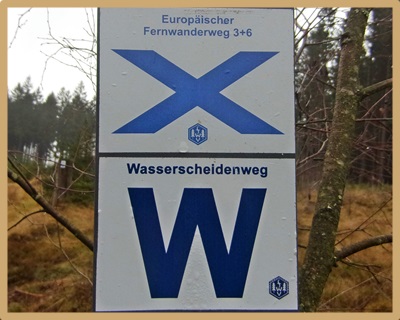 Europäischer
Fernwanderweg 3+6
X
Wasserscheidenweg
W